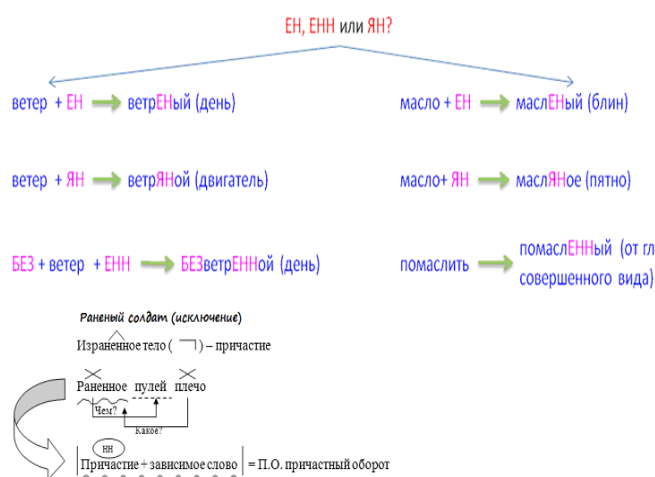 ЕН, ЕНН или ЯН?
ветер + ЕН ветрЕНый (день)
масло + ЕН маслЕНый (блин)
ветер + ЯН ветрЯНой (двигатель)
масло+ ЯН маслЯНое (пятно)
БЕЗ + ветер + ЕНН БЕЗветрЕННой (день)
помаслить помаслЕННый (от гл
совершенного вида)
Раненый солдат (исключение)
Израненное тело ( ) – причастие
Раненное пулей плечо
Чем?
Какое?
нн
Причастие + зависимое слово = П.О. причастный оборот